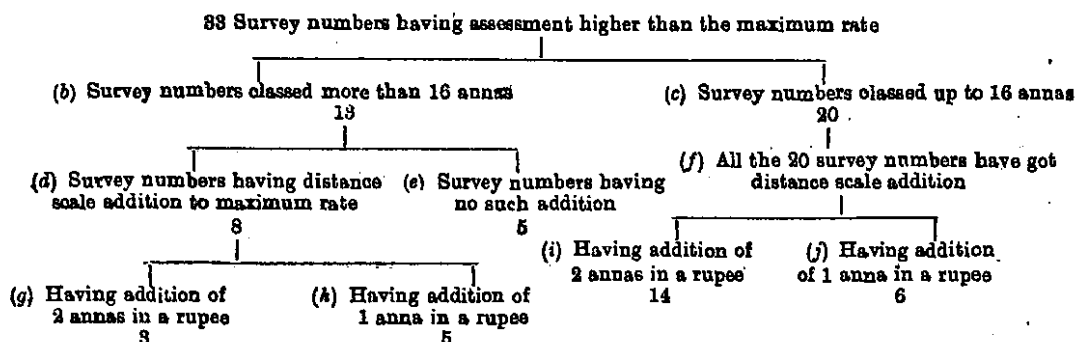 33 Survey numbers having assessment higher than the maximum rate
(b) Survey numbers classed more than 16 annas
13
(c) Survey numbers classed up to 16 annas
20
(d) Survey numbers having distance
scale addition to maximum rate
8
(e) Survey numbers having
no such addition
5
(f) All the 20 survey numbers have got
distance scale addition
(g) Having addition of
2 annas in a rupee
3
(h) Having addition of
1 anna in a rupee
5
(i) Having addition of
2 annas in a rupee
14
(j) Having addition
of 1 anna in a rupee
6